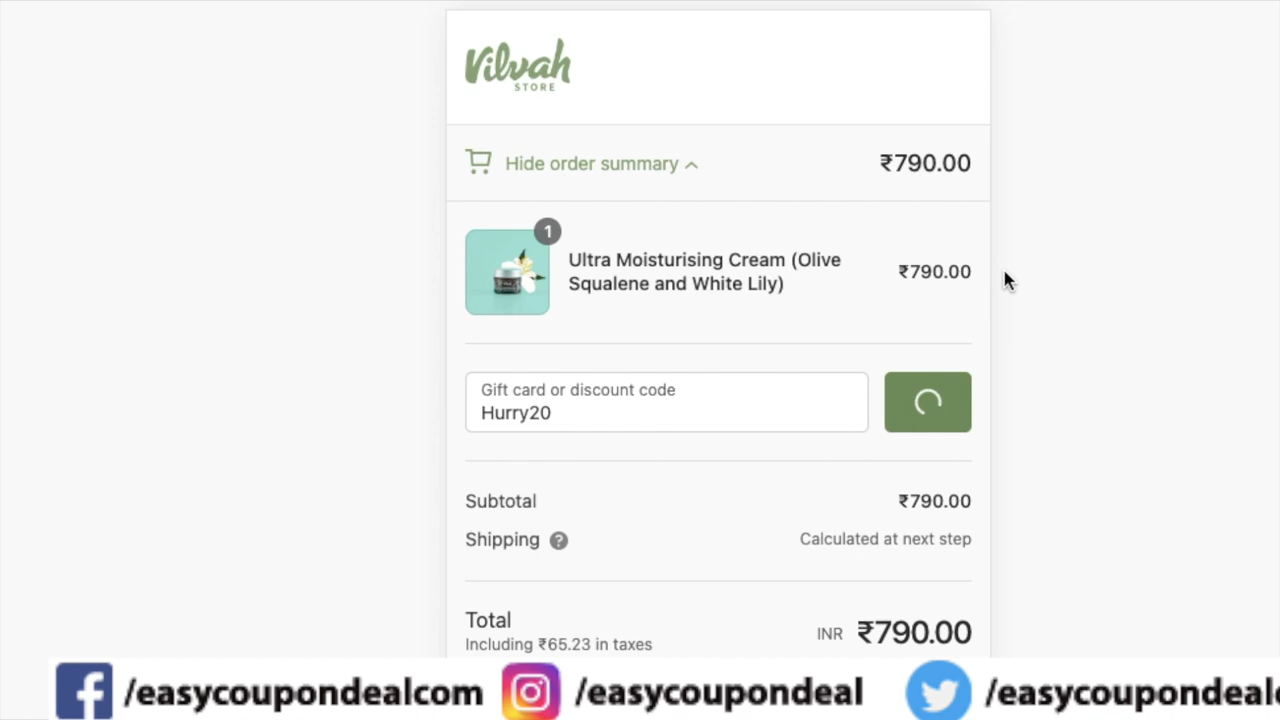 Vilvah
STORE
Hide order summary
₹790.00
1
Ultra Moisturising Cream (Olive
Squalene and White Lily)
₹790.00
Gift card or discount code
Hurry20
Subtotal
₹790.00
Shipping ?
Calculated at next step
Total
Including ₹65.23 in taxes
INR ₹790.00
/easycoupondealcom
/easycoupondeal
/easycoupondeal